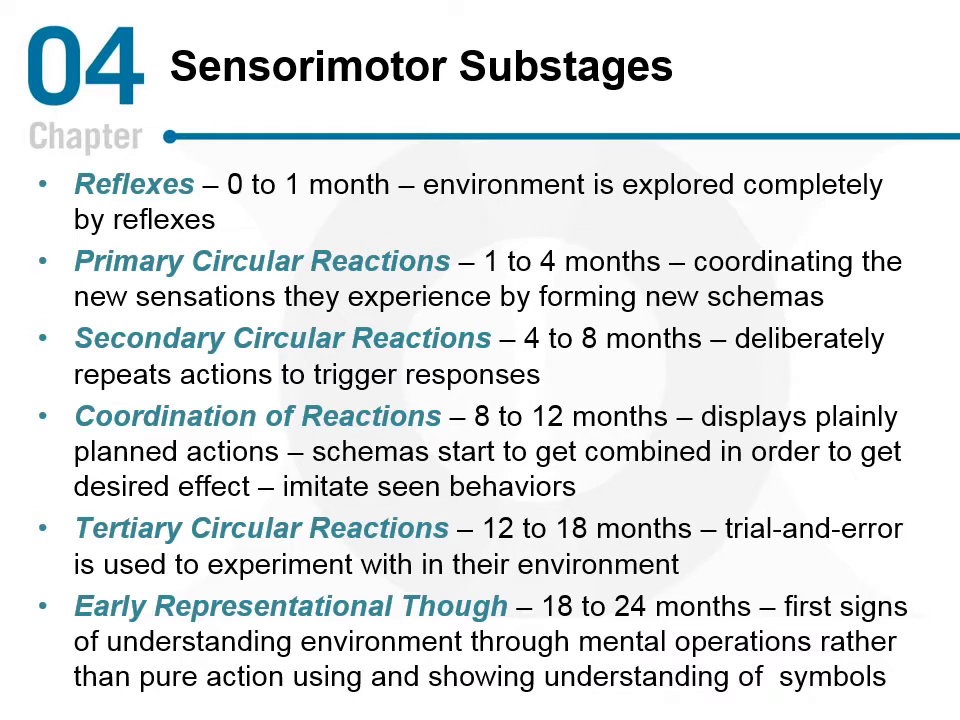 04
Chapter
Sensorimotor Substages
• Reflexes – 0 to 1 month – environment is explored completely
by reflexes
• Primary Circular Reactions – 1 to 4 months – coordinating the
new sensations they experience by forming new schemas
• Secondary Circular Reactions – 4 to 8 months – deliberately
repeats actions to trigger responses
• Coordination of Reactions – 8 to 12 months – displays plainly
planned actions – schemas start to get combined in order to get
desired effect – imitate seen behaviors
• Tertiary Circular Reactions – 12 to 18 months – trial-and-error
is used to experiment with in their environment
• Early Representational Though – 18 to 24 months – first signs
of understanding environment through mental operations rather
than pure action using and showing understanding of  symbols